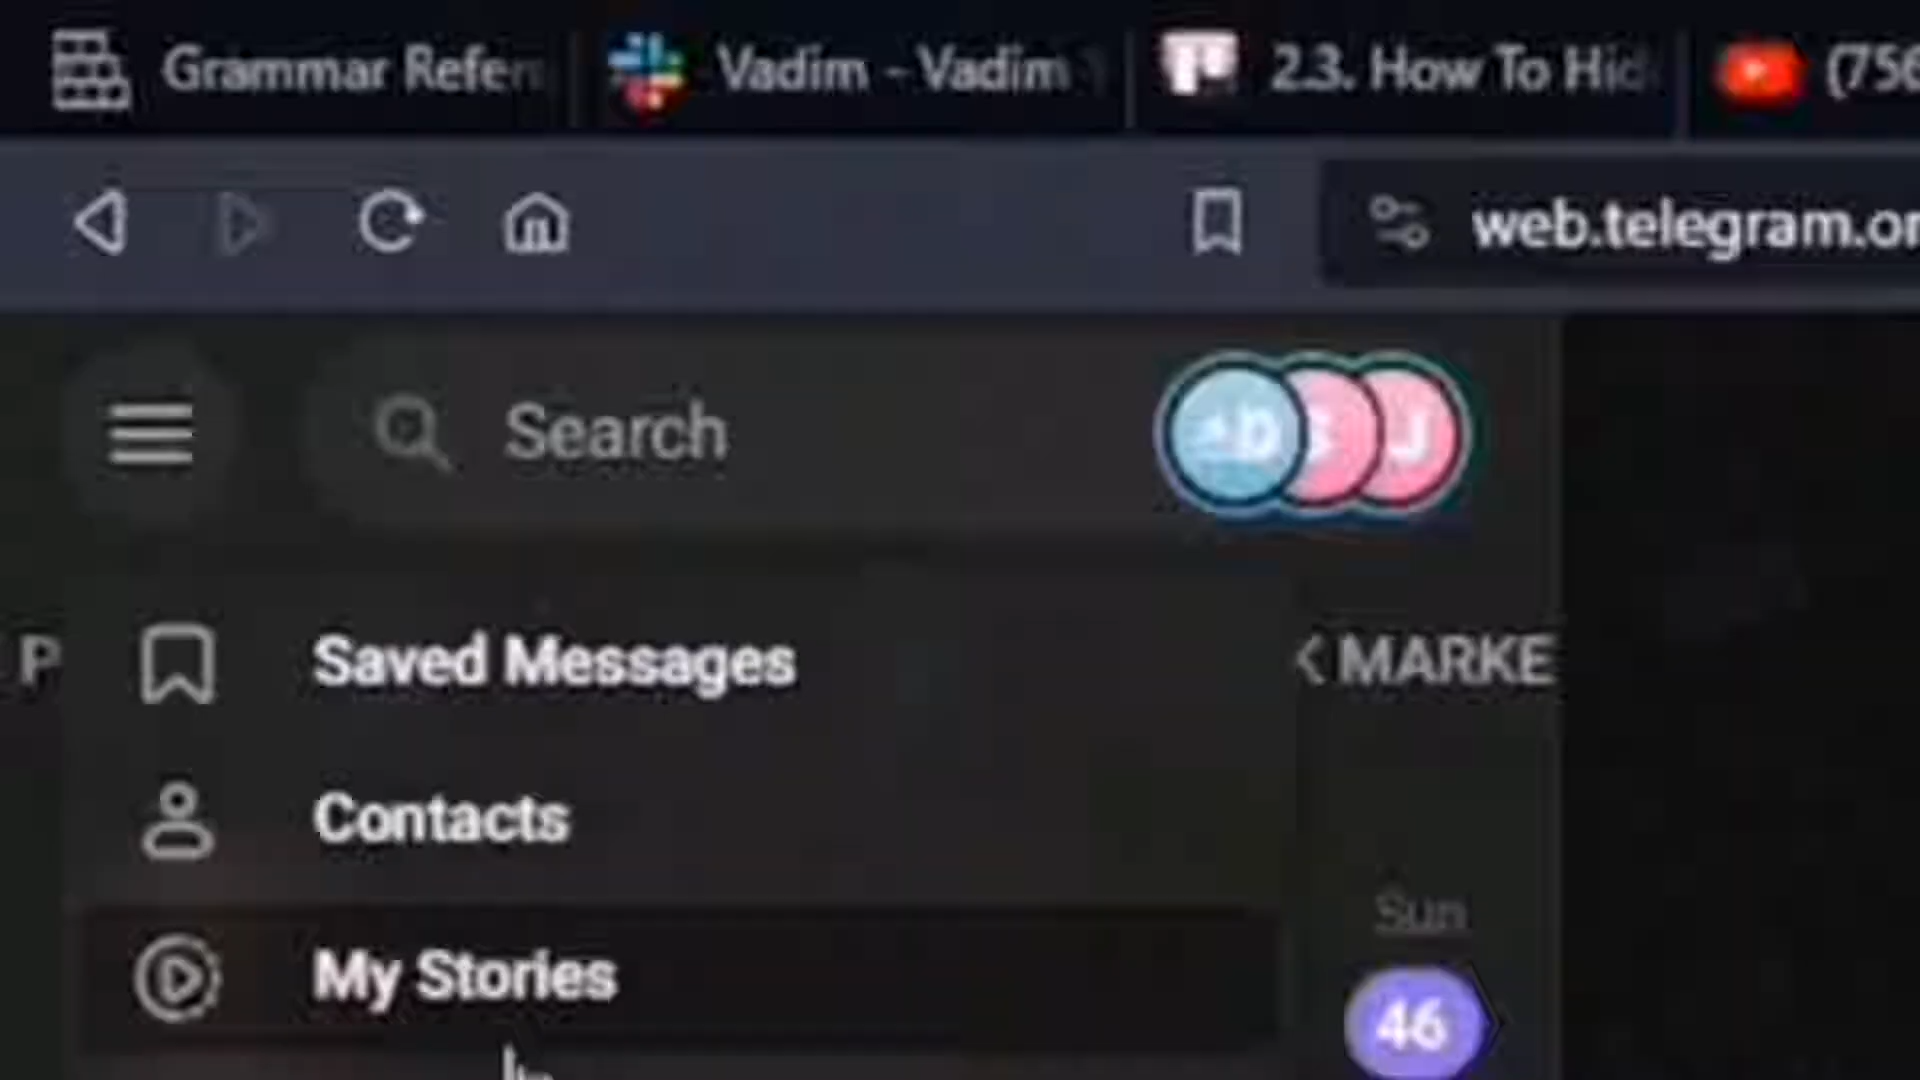 Grammar Refer
Vadim - Vadim
2.3. How To Hid
(756
web.telegram.or
Search
D S J
P
Saved Messages
MARKE
Contacts
Sun
My Stories
46